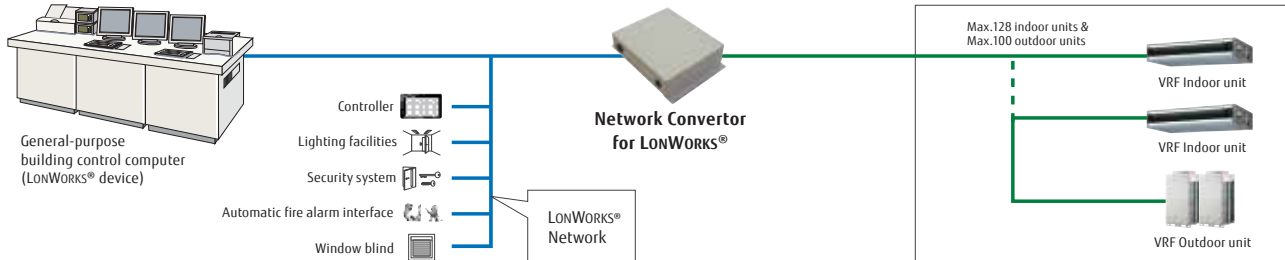 General-purpose
building control computer
(LONWORKS® device)
Controller
Lighting facilities
Security system
Automatic fire alarm interface
Window blind
LONWORKS®
Network
Network Convertor
for LONWORKS®
Max.128 indoor units &
Max.100 outdoor units
VRF Indoor unit
VRF Indoor unit
VRF Outdoor unit